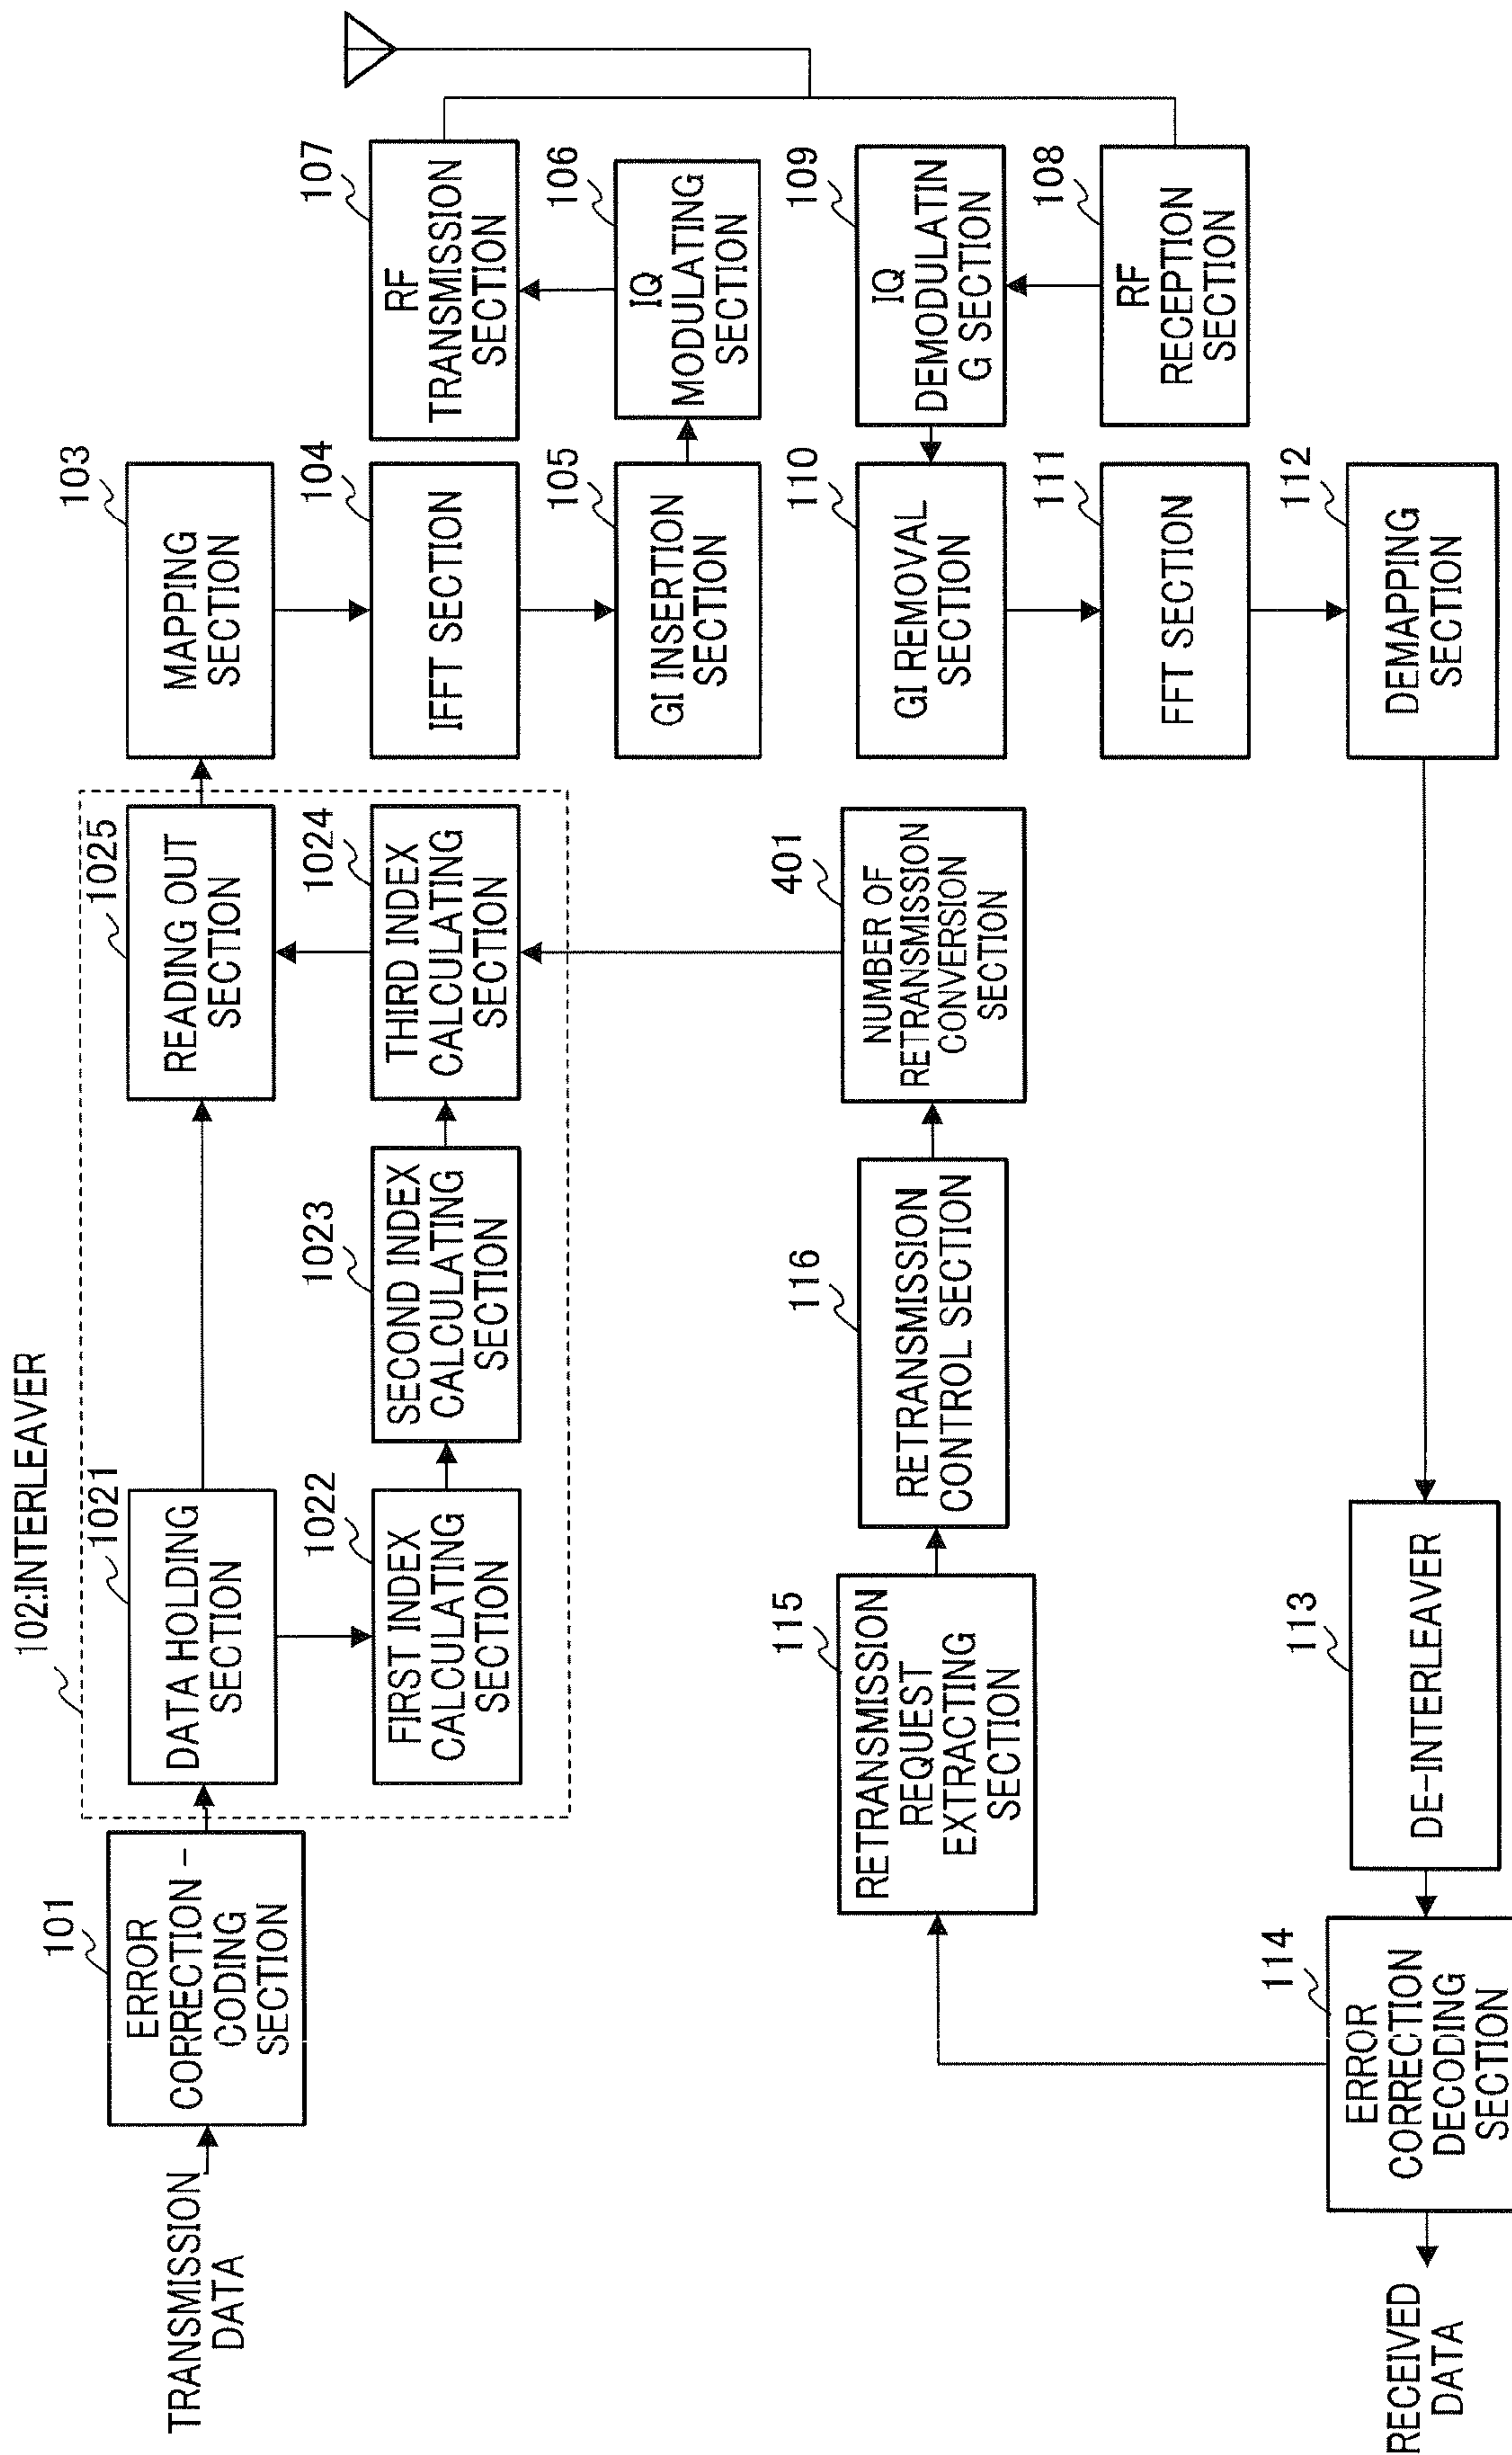 TRANSMISSION
DATA
101
ERROR
CORRECTION -
CODING
SECTION
102:INTERLEAVER
1021
DATA HOLDING
SECTION
1022
FIRST INDEX
CALCULATING
SECTION
1023
SECOND INDEX
CALCULATING
SECTION
1024
THIRD INDEX
CALCULATING
SECTION
1025
READING OUT
SECTION
103
MAPPING
SECTION
104
IFFT SECTION
105
GI INSERTION
SECTION
106
IQ
MODULATING
SECTION
107
RF
TRANSMISSION
SECTION
108
RF
RECEPTION
SECTION
109
IQ
DEMODULATIN
G SECTION
110
GI REMOVAL
SECTION
111
FFT SECTION
112
DEMAPPING
SECTION
113
DE-INTERLEAVER
114
ERROR
CORRECTION
DECODING
SECTION
RECEIVED
DATA
115
RETRANSMISSION
REQUEST
EXTRACTING
SECTION
116
RETRANSMISSION
CONTROL SECTION
401
NUMBER OF
RETRANSMISSION
CONVERSION
SECTION